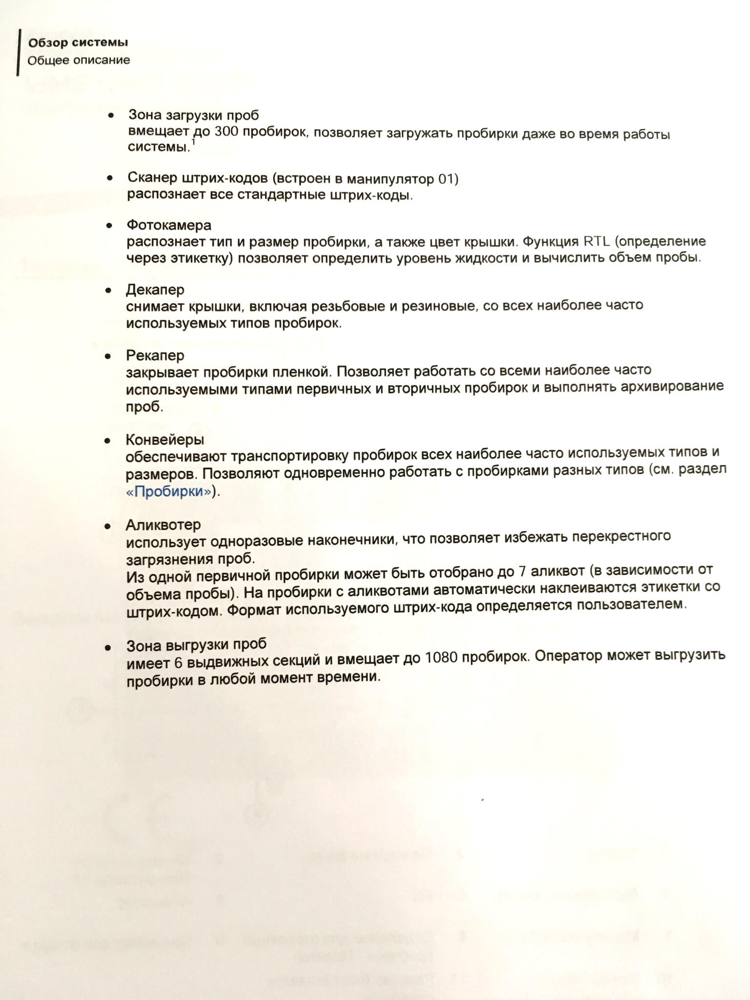 Обзор системы
Общее описание
• Зона загрузки проб
вмещает до 300 пробирок, позволяет загружать пробирки даже во время работы
системы.¹
• Сканер штрих-кодов (встроен в манипулятор 01)
распознает все стандартные штрих-коды.
• Фотокамера
распознает тип и размер пробирки, а также цвет крышки. Функция RTL (определение
через этикетку) позволяет определить уровень жидкости и вычислить объем пробы.
• Декапер
снимает крышки, включая резьбовые и резиновые, со всех наиболее часто
используемых типов пробирок.
• Рекапер
закрывает пробирки пленкой. Позволяет работать со всеми наиболее часто
используемыми типами первичных и вторичных пробирок и выполнять архивирование
проб.
• Конвейеры
обеспечивают транспортировку пробирок всех наиболее часто используемых типов и
размеров. Позволяют одновременно работать с пробирками разных типов (см. раздел
«Пробирки»).
• Аликвотер
использует одноразовые наконечники, что позволяет избежать перекрестного
загрязнения проб.
Из одной первичной пробирки может быть отобрано до 7 аликвот (в зависимости от
объема пробы). На пробирки с аликвотами автоматически наклеиваются этикетки со
штрих-кодом. Формат используемого штрих-кода определяется пользователем.
• Зона выгрузки проб
имеет 6 выдвижных секций и вмещает до 1080 пробирок. Оператор может выгрузить
пробирки в любой момент времени.